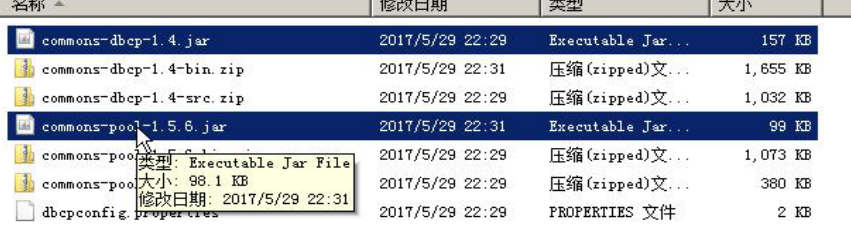 名称 修改日期 类型 大小
commons-dbcp-1.4.jar 2017/5/29 22:29 Executable Jar... 157 KB
commons-dbcp-1.4-bin.zip 2017/5/29 22:31 压缩(zipped)文... 1,655 KB
commons-dbcp-1.4-src.zip 2017/5/29 22:29 压缩(zipped)文... 1,032 KB
commons-pool-1.5.6.jar 2017/5/29 22:31 Executable Jar... 99 KB
2017/5/29 22:29 压缩(zipped)文... 1,073 KB
2017/5/29 22:29 压缩(zipped)文... 380 KB
dbcpconfig.properties 2017/5/29 22:29 PROPERTIES 文件 2 KB
类型: Executable Jar File
大小: 98.1 KB
修改日期: 2017/5/29 22:31